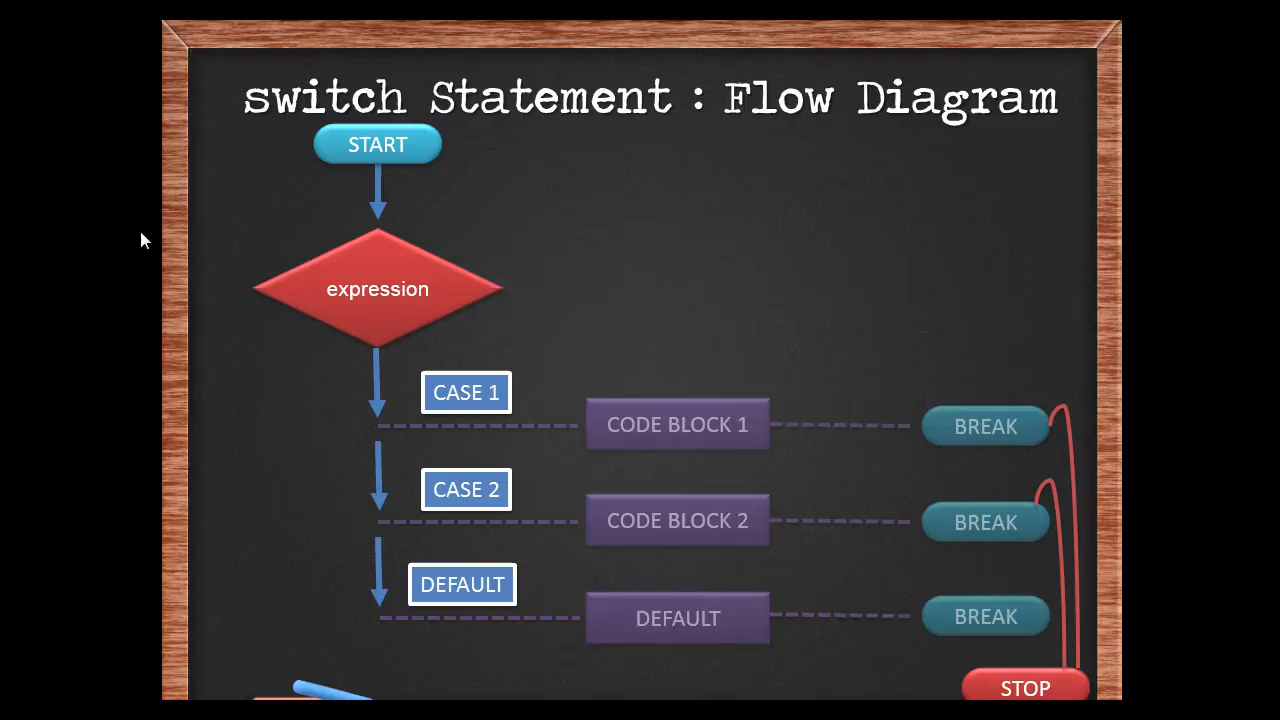 switch Statement : Flow Diagram
START
expression
CASE 1
CODE BLOCK 1
BREAK
CASE 2
CODE BLOCK 2
BREAK
DEFAULT
DEFAULT
BREAK
STOP